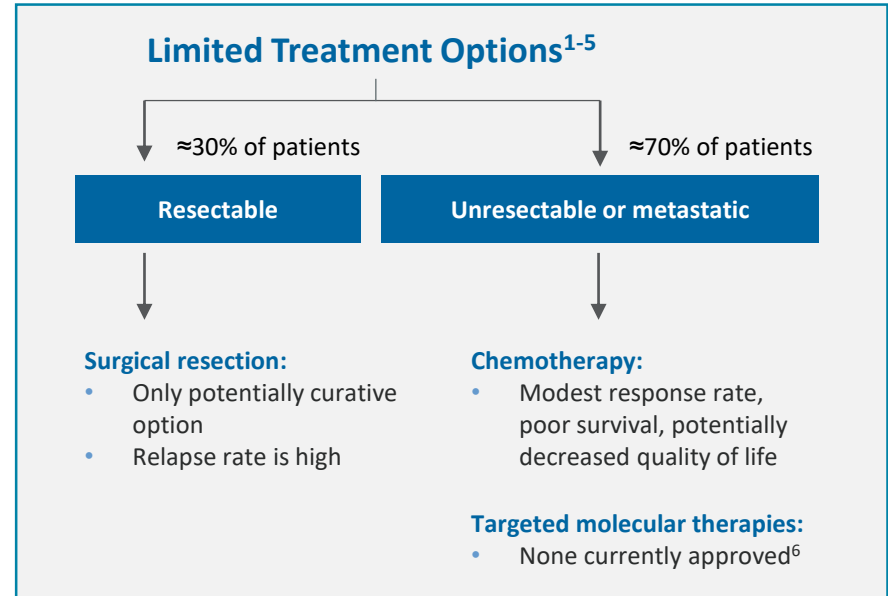 Limited Treatment Options1-5
≈30% of patients
≈70% of patients
Resectable
Unresectable or metastatic
Surgical resection:
• Only potentially curative
option
• Relapse rate is high
Chemotherapy:
• Modest response rate,
poor survival, potentially
decreased quality of life
Targeted molecular therapies:
• None currently approved6